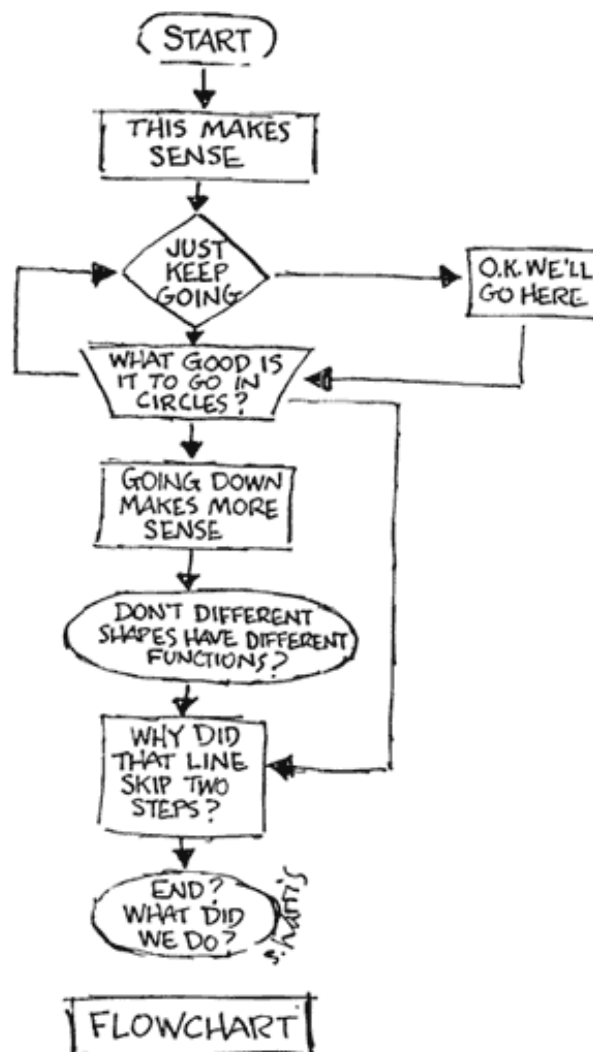 START
THIS MAKES
SENSE
JUST
KEEP
GOING
O.K. WE'LL
GO HERE
WHAT GOOD IS
IT TO GO IN
CIRCLES?
GOING DOWN
MAKES MORE
SENSE
DON'T DIFFERENT
SHAPES HAVE DIFFERENT
FUNCTIONS?
WHY DID
THAT LINE
SKIP TWO
STEPS?
END?
WHAT DID
WE DO?
S. Harris
FLOWCHART